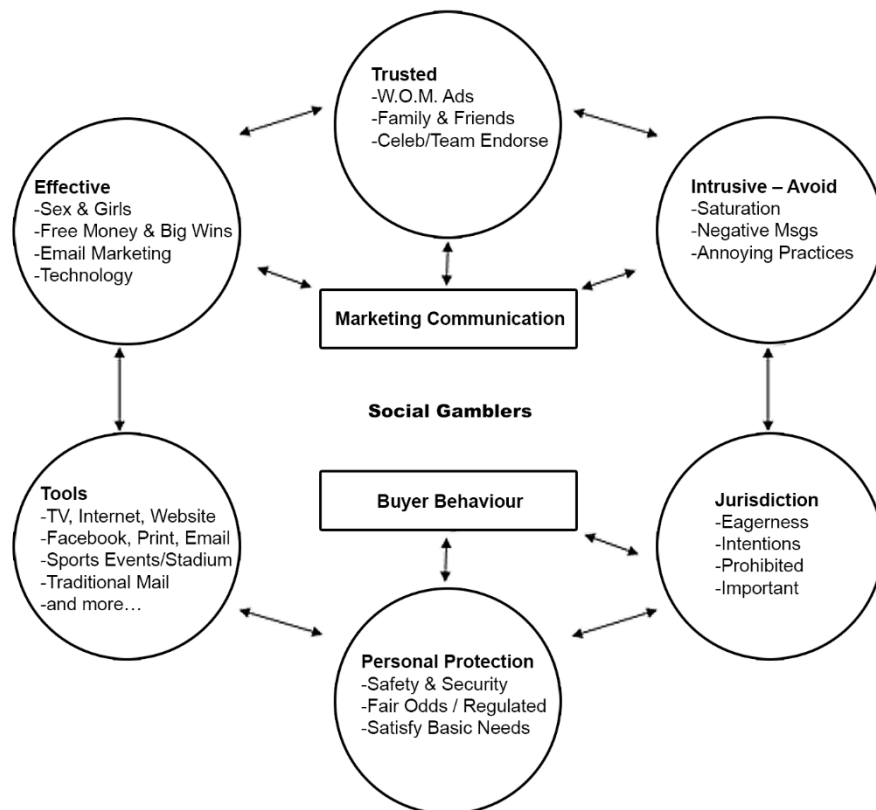 Trusted
-W.O.M. Ads
-Family & Friends
-Celeb/Team Endorse
Effective
-Sex & Girls
-Free Money & Big Wins
-Email Marketing
-Technology
Intrusive – Avoid
-Saturation
-Negative Msgs
-Annoying Practices
Marketing Communication
Social Gamblers
Buyer Behaviour
Tools
-TV, Internet, Website
-Facebook, Print, Email
-Sports Events/Stadium
-Traditional Mail
-and more…
Jurisdiction
-Eagerness
-Intentions
-Prohibited
-Important
Personal Protection
-Safety & Security
-Fair Odds / Regulated
-Satisfy Basic Needs